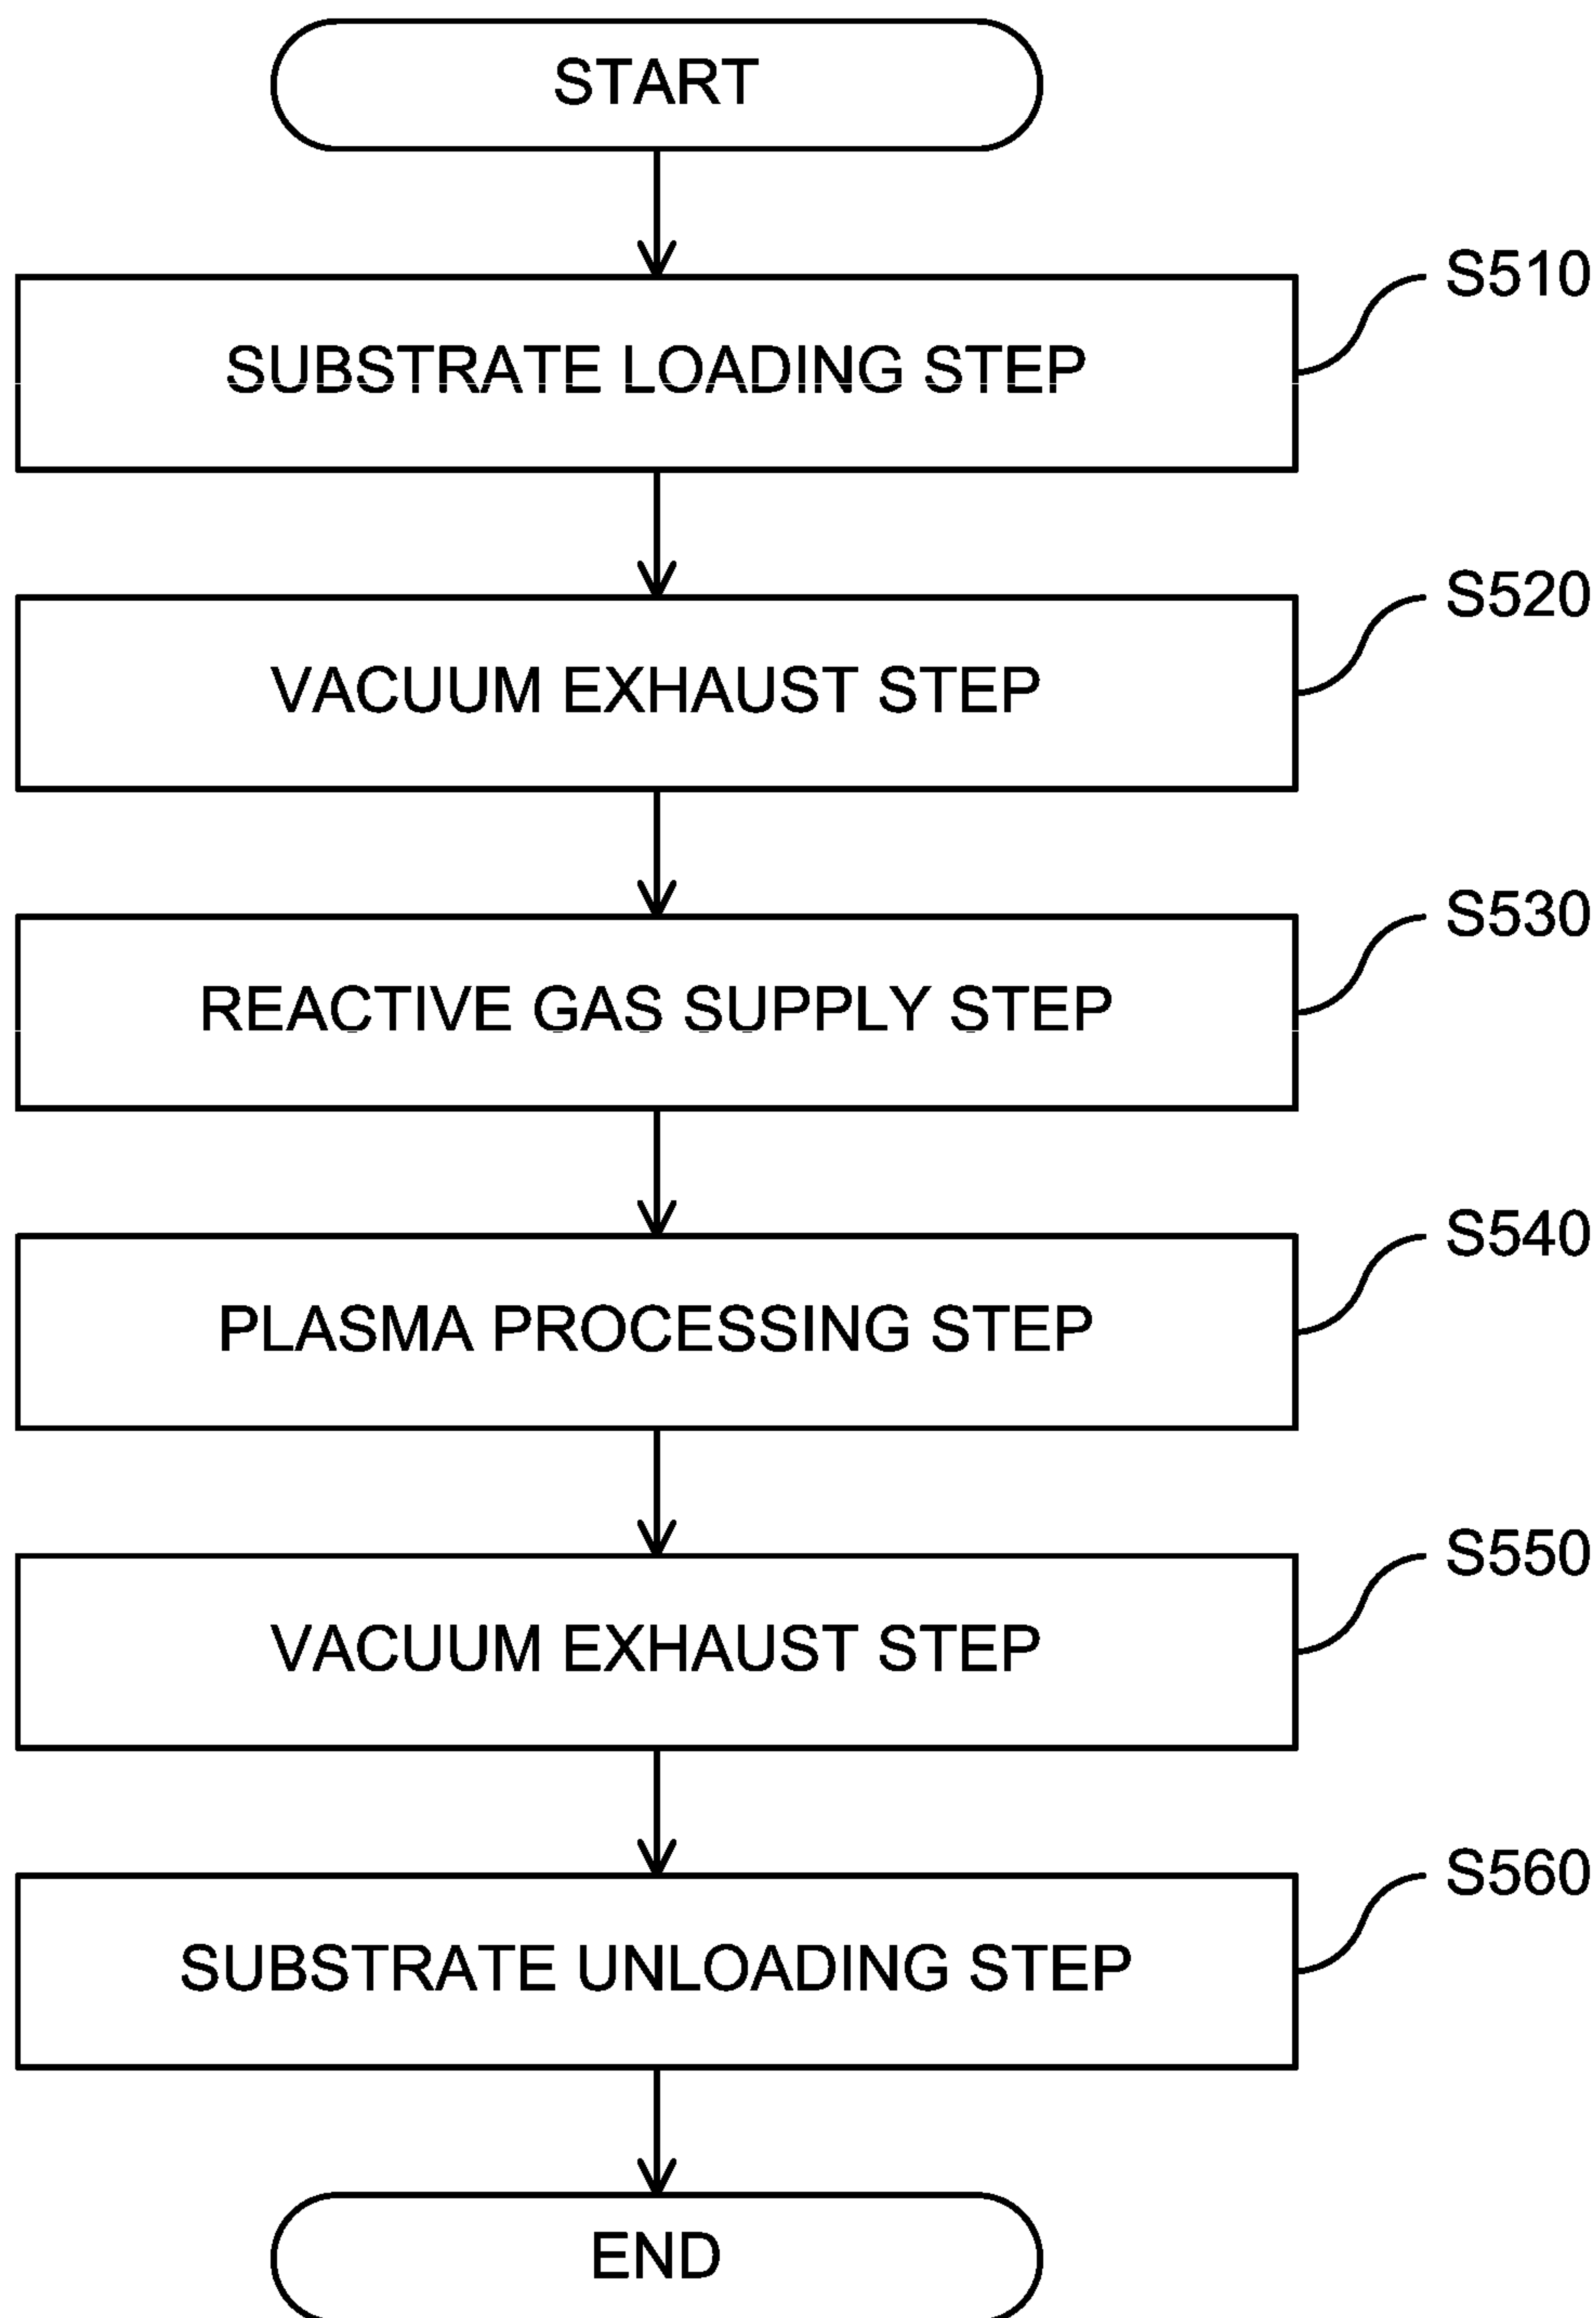 START
S510
SUBSTRATE LOADING STEP
S520
VACUUM EXHAUST STEP
S530
REACTIVE GAS SUPPLY STEP
S540
PLASMA PROCESSING STEP
S550
VACUUM EXHAUST STEP
S560
SUBSTRATE UNLOADING STEP
END